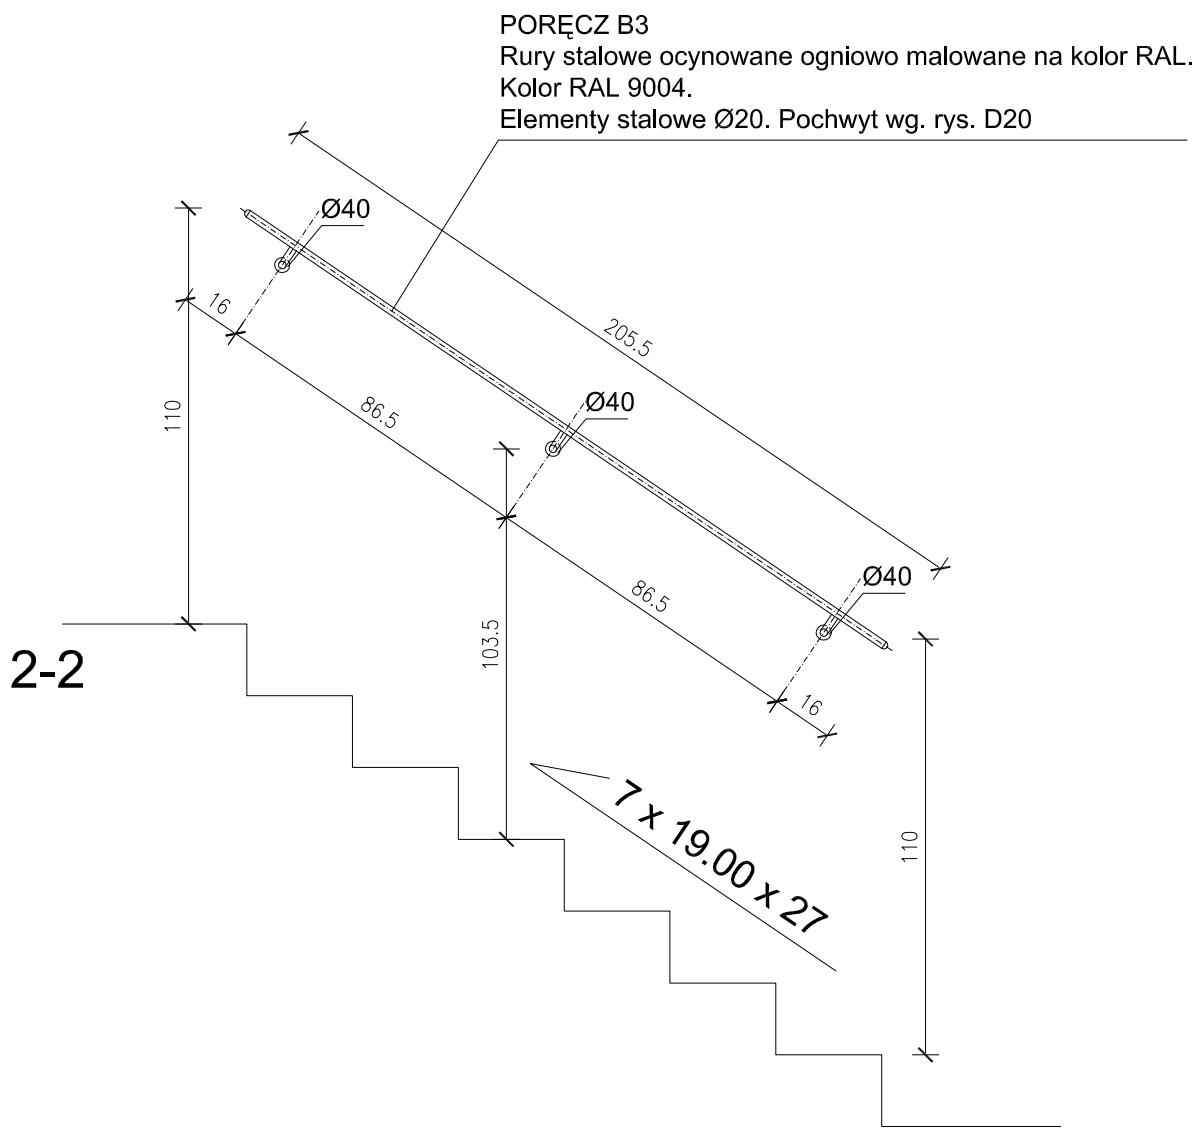 PORĘCZ B3
Rury stalowe ocynowane ogniowo malowane na kolor RAL.
Kolor RAL 9004.
Elementy stalowe Ø20. Pochwyt wg. rys. D20
Ø40
16
205.5
110
86.5
Ø40
86.5
Ø40
103.5
2-2
16
7 x 19.00 x 27
110